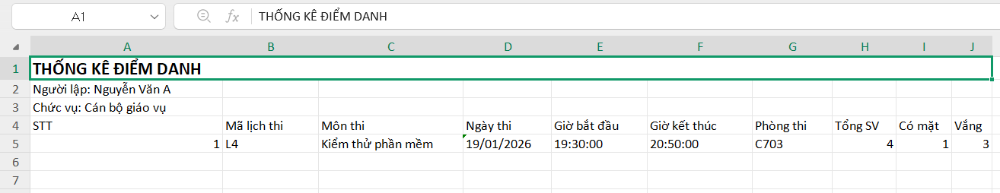 A1 fx THỐNG KÊ ĐIỂM DANH
A B C D E F G H I J
1 THỐNG KÊ ĐIỂM DANH
2 Người lập: Nguyễn Văn A
3 Chức vụ: Cán bộ giáo vụ
4 STT Mã lịch thi Môn thi Ngày thi Giờ bắt đầu Giờ kết thúc Phòng thi Tổng SV Có mặt Vắng
5 1 L4 Kiểm thử phần mềm 19/01/2026 19:30:00 20:50:00 C703 4 1 3
6
7